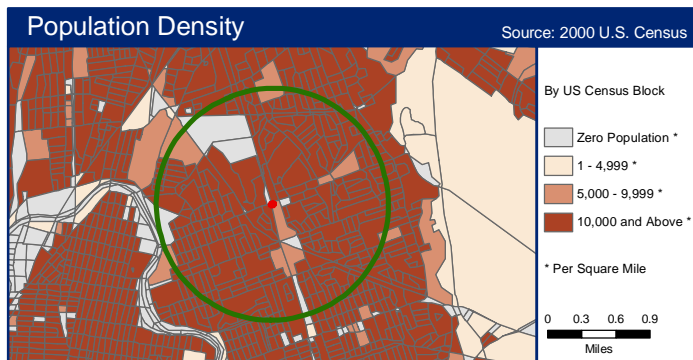 Population Density
Source: 2000 U.S. Census
By US Census Block
Zero Population *
1 - 4,999 *
5,000 - 9,999 *
10,000 and Above *
* Per Square Mile
0 0.3 0.6 0.9
Miles